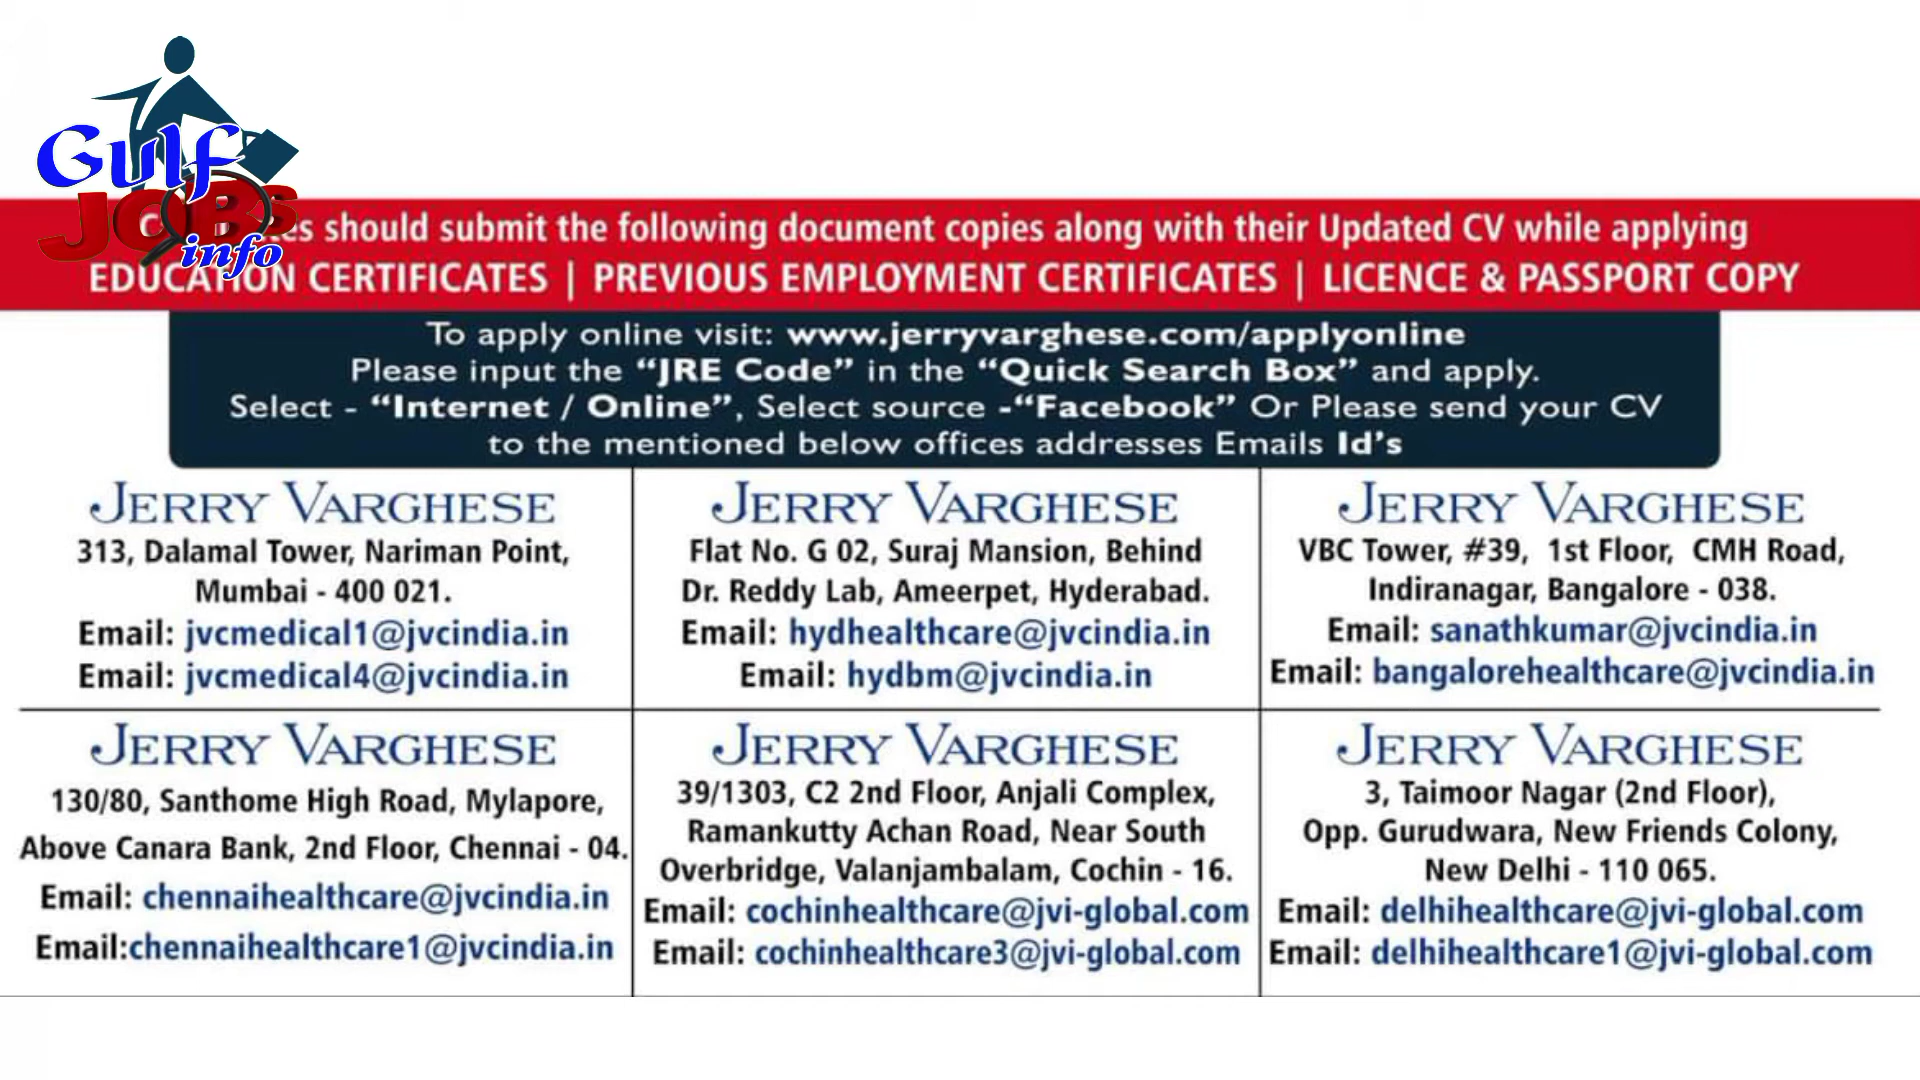 Gulf
JOBS
info
should submit the following document copies along with their Updated CV while applying
EDUCATION CERTIFICATES | PREVIOUS EMPLOYMENT CERTIFICATES | LICENCE & PASSPORT COPY
To apply online visit: www.jerryvarghese.com/applyonline
Please input the “JRE Code” in the “Quick Search Box” and apply.
Select - “Internet / Online”, Select source -“Facebook” Or Please send your CV
to the mentioned below offices addresses Emails Id's
JERRY VARGHESE
313, Dalamal Tower, Nariman Point,
Mumbai - 400 021.
Email: jvcmedical1@jvcindia.in
Email: jvcmedical4@jvcindia.in
JERRY VARGHESE
Flat No. G 02, Suraj Mansion, Behind
Dr. Reddy Lab, Ameerpet, Hyderabad.
Email: hydhealthcare@jvcindia.in
Email: hydbm@jvcindia.in
JERRY VARGHESE
VBC Tower, #39, 1st Floor, CMH Road,
Indiranagar, Bangalore - 038.
Email: sanathkumar@jvcindia.in
Email: bangalorehealthcare@jvcindia.in
JERRY VARGHESE
130/80, Santhome High Road, Mylapore,
Above Canara Bank, 2nd Floor, Chennai - 04.
Email: chennaihealthcare@jvcindia.in
Email:chennaihealthcare1@jvcindia.in
JERRY VARGHESE
39/1303, C2 2nd Floor, Anjali Complex,
Ramankutty Achan Road, Near South
Overbridge, Valanjambalam, Cochin - 16.
Email: cochinhealthcare@jvi-global.com
Email: cochinhealthcare3@jvi-global.com
JERRY VARGHESE
3, Taimoor Nagar (2nd Floor),
Opp. Gurudwara, New Friends Colony,
New Delhi - 110 065.
Email: delhihealthcare@jvi-global.com
Email: delhihealthcare1@jvi-global.com